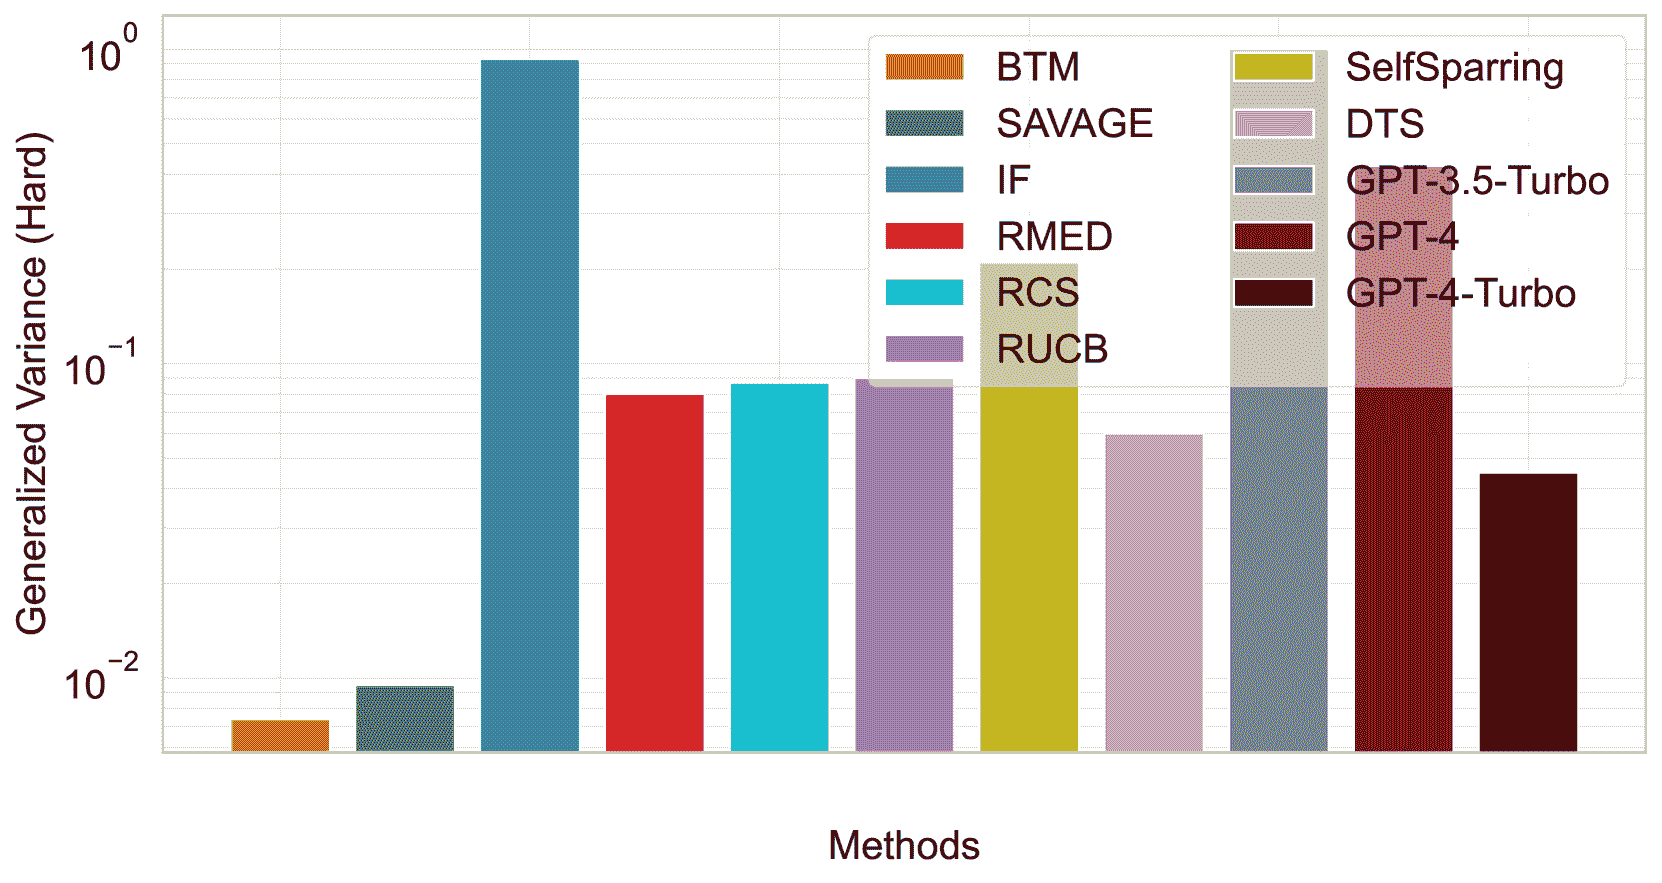 Generalized Variance (Hard)
10^0
10^−1
10^−2
BTM
SAVAGE
IF
RMED
RCS
RUCB
SelfSparring
DTS
GPT-3.5-Turbo
GPT-4
GPT-4-Turbo
Methods